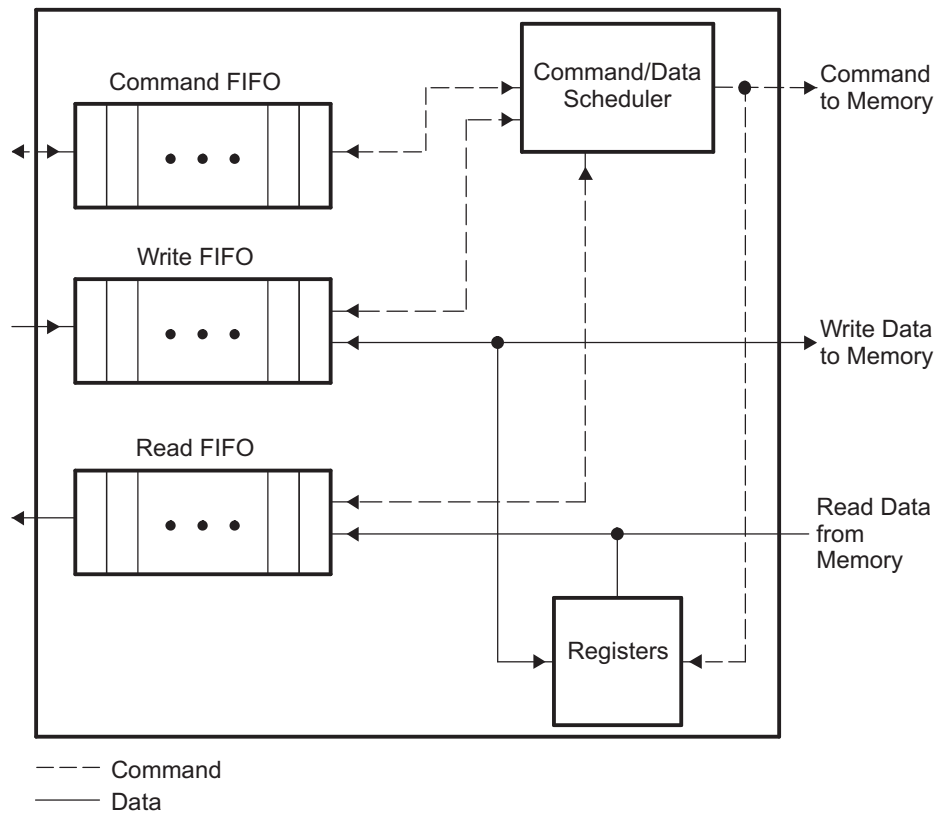 Command FIFO
Command/Data
Scheduler
Command
to Memory
Write FIFO
Write Data
to Memory
Read FIFO
Read Data
from
Memory
Registers
Command
Data